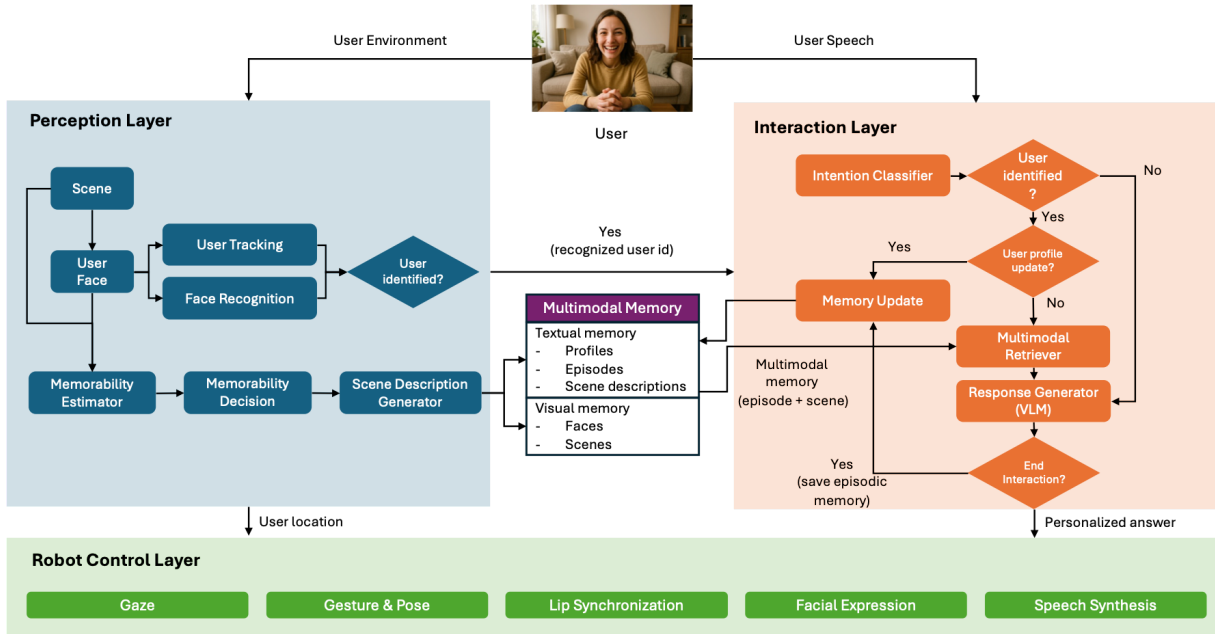 User Environment
User Speech
User
Perception Layer
Scene
User
Face
User Tracking
Face Recognition
User
identified?
Memorability
Estimator
Memorability
Decision
Scene Description
Generator
Yes
(recognized user id)
Multimodal Memory
Textual memory
- Profiles
- Episodes
- Scene descriptions
Visual memory
- Faces
- Scenes
Interaction Layer
Intention Classifier
User
identified
?
No
Yes
User profile
update?
Yes
No
Memory Update
Multimodal
Retriever
Multimodal
memory
(episode + scene)
Response Generator
(VLM)
End
Interaction?
Yes
(save episodic
memory)
User location
Personalized answer
Robot Control Layer
Gaze
Gesture & Pose
Lip Synchronization
Facial Expression
Speech Synthesis